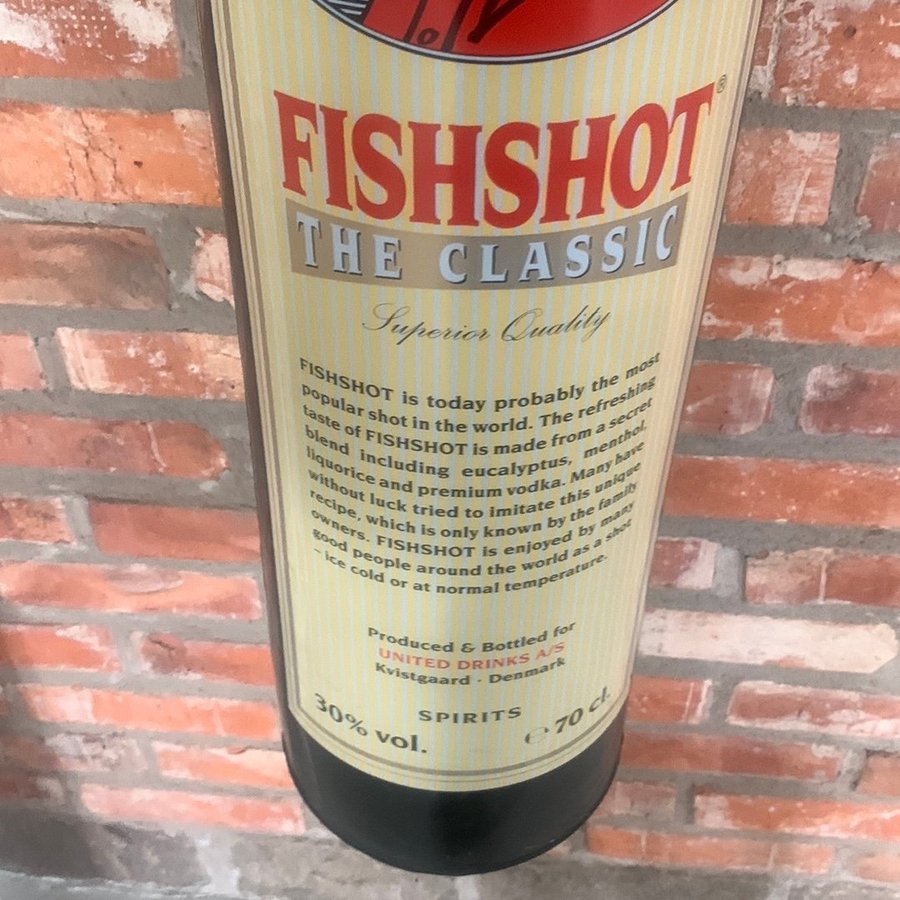 FISHSHOT®
THE CLASSIC
Superior Quality
FISHSHOT is today probably the most
popular shot in the world. The refreshing
taste of FISHSHOT is made from a secret
blend including eucalyptus, menthol,
liquorice and premium vodka. Many have
without luck tried to imitate this unique
recipe, which is only known by the family
owners. FISHSHOT is enjoyed by many
good people around the world as a shot
- ice cold or at normal temperature.
Produced & Bottled for
UNITED DRINKS A/S
Kvistgaard · Denmark
SPIRITS
30% vol.
℮ 70 cl.